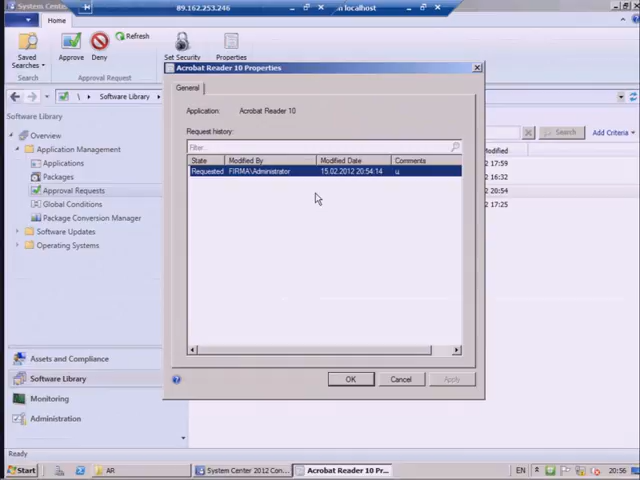 System Cent
89.162.253.246
n localhost
Home
Saved Searches
Approve
Deny
Refresh
Set Security
Properties
Search
Approval Request
\ Software Library
Software Library
Overview
Application Management
Applications
Packages
Approval Requests
Global Conditions
Package Conversion Manager
Software Updates
Operating Systems
Assets and Compliance
Software Library
Monitoring
Administration
Search
Add Criteria
Modified
2 17:59
2 16:32
2 20:54
2 17:25
Acrobat Reader 10 Properties
General
Application: Acrobat Reader 10
Request history:
Filter...
State Modified By Modified Date Comments
Requested FIRMA\Administrator 15.02.2012 20:54:14 u
OK Cancel Apply
Ready
Start AR System Center 2012 Con... Acrobat Reader 10 Pr... EN 20:56